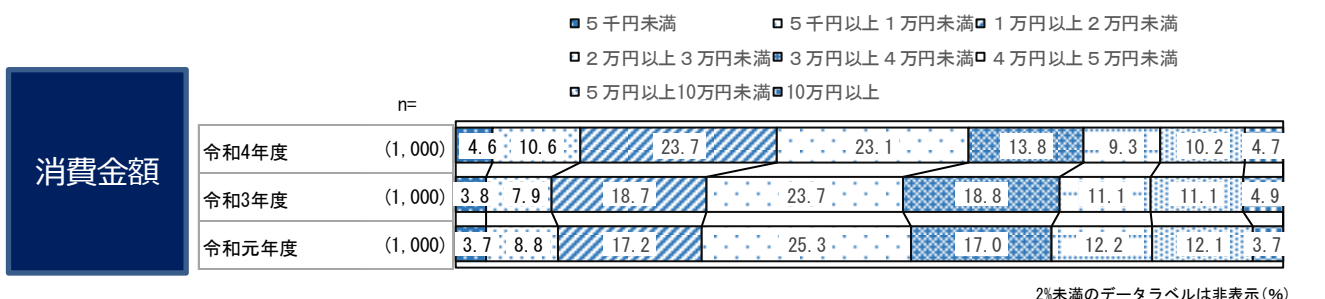 ５千円未満 ５千円以上１万円未満 １万円以上２万円未満
２万円以上３万円未満 ３万円以上４万円未満 ４万円以上５万円未満
５万円以上10万円未満 10万円以上
消費金額
n=
令和4年度 (1,000) 4.6 10.6 23.7 23.1 13.8 9.3 10.2 4.7
令和3年度 (1,000) 3.8 7.9 18.7 23.7 18.8 11.1 11.1 4.9
令和元年度 (1,000) 3.7 8.8 17.2 25.3 17.0 12.2 12.1 3.7
2%未満のデータラベルは非表示(%)